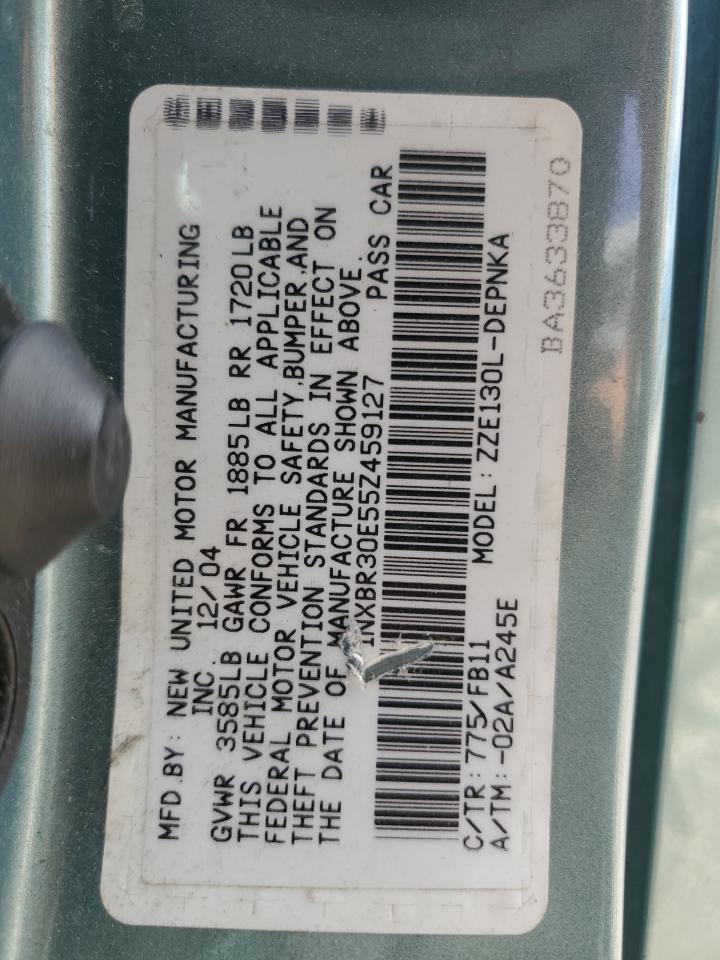 MFD.BY: NEW UNITED MOTOR MANUFACTURING
INC. 12/04
GVWR 3585LB GAWR FR 1885LB RR 1720LB
THIS VEHICLE CONFORMS TO ALL APPLICABLE
FEDERAL MOTOR VEHICLE SAFETY,BUMPER,AND
THEFT PREVENTION STANDARDS IN EFFECT ON
THE DATE OF MANUFACTURE SHOWN ABOVE.
1NXBR30E55Z459127 PASS CAR
C/TR: 775/FB11 MODEL: ZZE130L-DEPNKA
A/TM: -02A/A245E
BA3633870